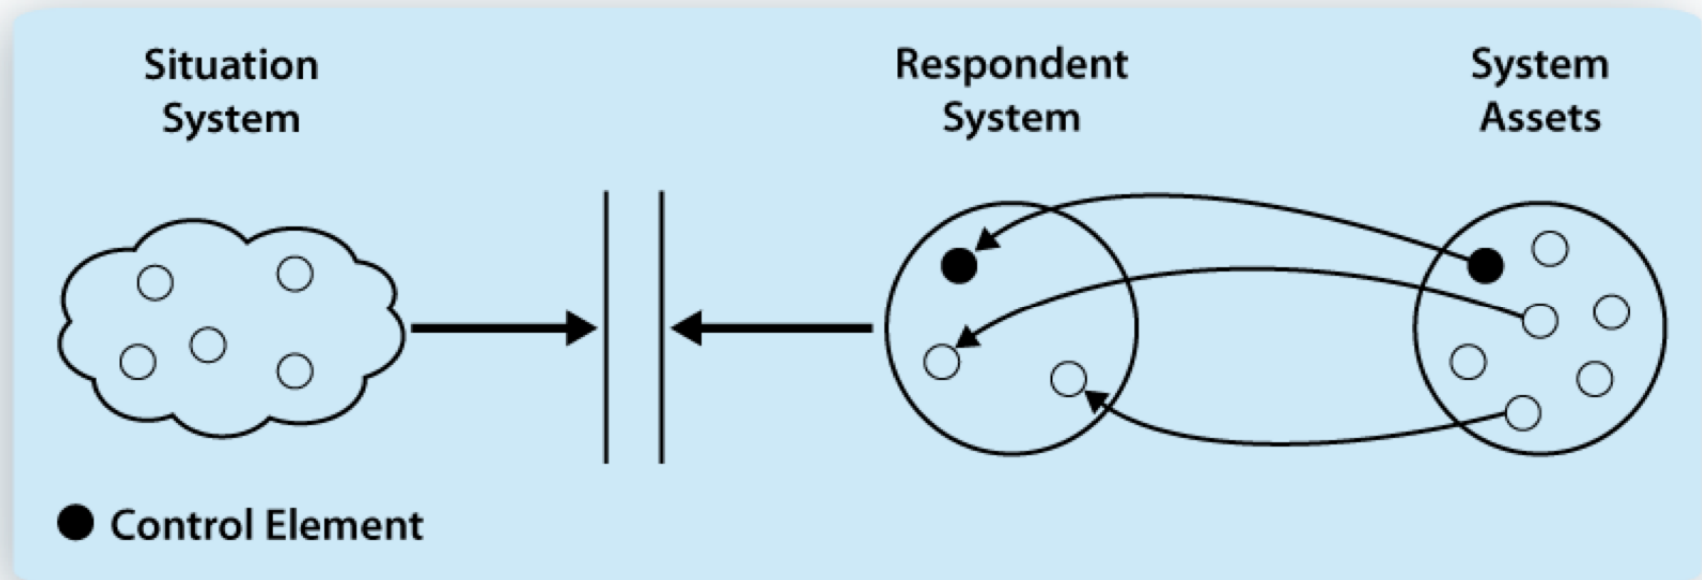 Situation
System
Respondent
System
System
Assets
Control Element